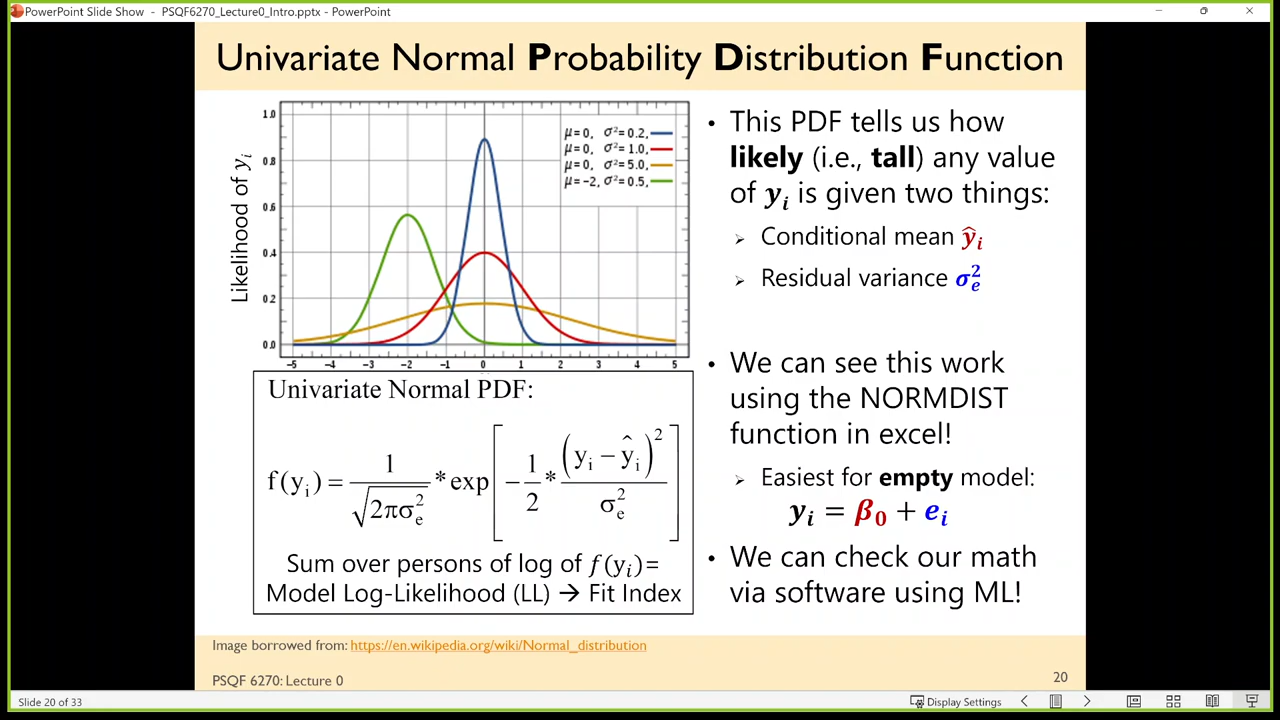 PowerPoint Slide Show - PSQF6270_Lecture0_Intro.pptx - PowerPoint
Univariate Normal Probability Distribution Function
Likelihood of yᵢ
1.0
0.8
0.6
0.4
0.2
0.0
-5 -4 -3 -2 -1 0 1 2 3 4 5
μ= 0, σ²= 0.2,
μ= 0, σ²= 1.0,
μ= 0, σ²= 5.0,
μ= -2, σ²= 0.5,
Univariate Normal PDF:
f(yᵢ) = 1 / √(2πσ²ₑ) * exp[ − 1/2 * (yᵢ − ŷᵢ)² / σ²ₑ ]
Sum over persons of log of f(yᵢ)=
Model Log-Likelihood (LL) → Fit Index
• This PDF tells us how
likely (i.e., tall) any value
of yᵢ is given two things:
➢ Conditional mean ŷᵢ
➢ Residual variance σ²ₑ
• We can see this work
using the NORMDIST
function in excel!
➢ Easiest for empty model:
yᵢ = β₀ + eᵢ
• We can check our math
via software using ML!
Image borrowed from: https://en.wikipedia.org/wiki/Normal_distribution
PSQF 6270: Lecture 0
20
Slide 20 of 33
Display Settings